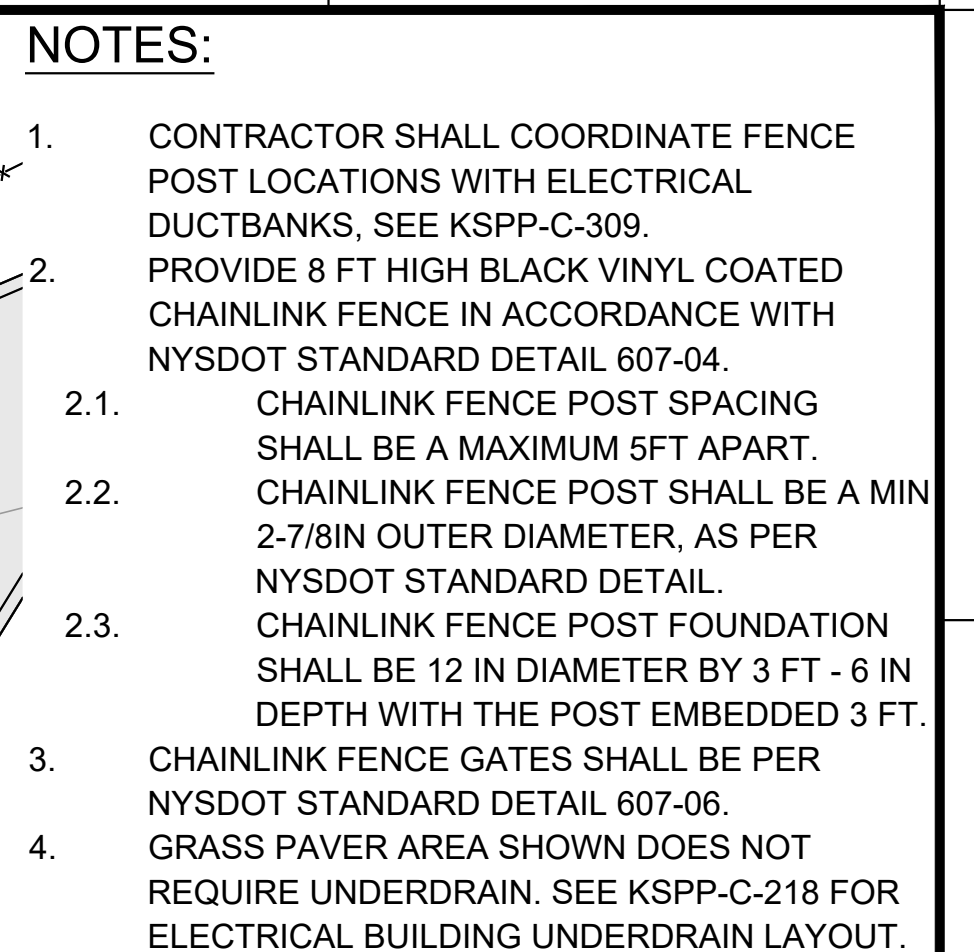 NOTES:
1. CONTRACTOR SHALL COORDINATE FENCE
POST LOCATIONS WITH ELECTRICAL
DUCTBANKS, SEE KSPP-C-309.
2. PROVIDE 8 FT HIGH BLACK VINYL COATED
CHAINLINK FENCE IN ACCORDANCE WITH
NYSDOT STANDARD DETAIL 607-04.
2.1. CHAINLINK FENCE POST SPACING
SHALL BE A MAXIMUM 5FT APART.
2.2. CHAINLINK FENCE POST SHALL BE A MIN
2-7/8IN OUTER DIAMETER, AS PER
NYSDOT STANDARD DETAIL.
2.3. CHAINLINK FENCE POST FOUNDATION
SHALL BE 12 IN DIAMETER BY 3 FT - 6 IN
DEPTH WITH THE POST EMBEDDED 3 FT.
3. CHAINLINK FENCE GATES SHALL BE PER
NYSDOT STANDARD DETAIL 607-06.
4. GRASS PAVER AREA SHOWN DOES NOT
REQUIRE UNDERDRAIN. SEE KSPP-C-218 FOR
ELECTRICAL BUILDING UNDERDRAIN LAYOUT.